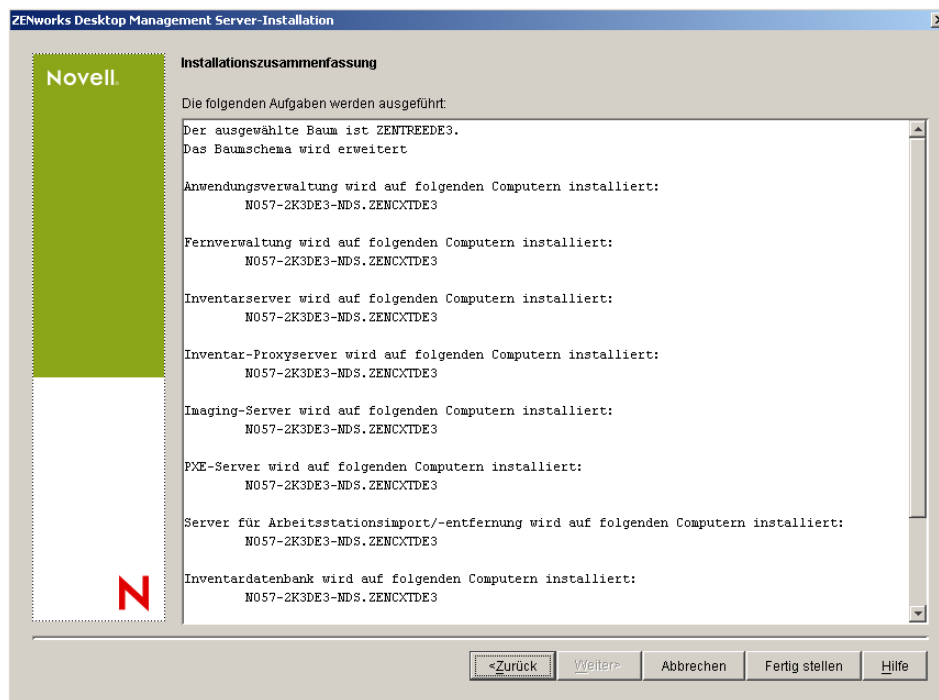 ZENworks Desktop Management Server-Installation
Novell.
Installationszusammenfassung
Die folgenden Aufgaben werden ausgeführt:
Der ausgewählte Baum ist ZENTREEDE3.
Das Baumschema wird erweitert
Anwendungsverwaltung wird auf folgenden Computern installiert:
N057-2K3DE3-NDS.ZENCXTDE3
Fernverwaltung wird auf folgenden Computern installiert:
N057-2K3DE3-NDS.ZENCXTDE3
Inventarserver wird auf folgenden Computern installiert:
N057-2K3DE3-NDS.ZENCXTDE3
Inventar-Proxyserver wird auf folgenden Computern installiert:
N057-2K3DE3-NDS.ZENCXTDE3
Imaging-Server wird auf folgenden Computern installiert:
N057-2K3DE3-NDS.ZENCXTDE3
PXE-Server wird auf folgenden Computern installiert:
N057-2K3DE3-NDS.ZENCXTDE3
Server für Arbeitsstationsimport/-entfernung wird auf folgenden Computern installiert:
N057-2K3DE3-NDS.ZENCXTDE3
Inventardatenbank wird auf folgenden Computern installiert:
N057-2K3DE3-NDS.ZENCXTDE3
N
<Zurück Weiter> Abbrechen Fertig stellen Hilfe